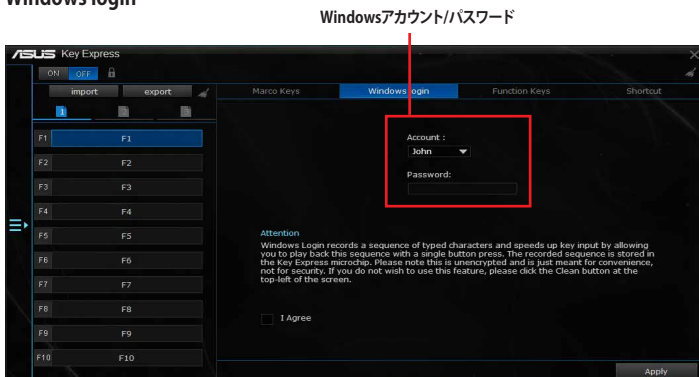 Windows login
Windowsアカウント/パスワード
ASUS Key Express
ON OFF
import export
Marco Keys Windows login Function Keys Shortcut
1 2 3
F1 F1
F2 F2
F3 F3
F4 F4
F5 F5
F6 F6
F7 F7
F8 F8
F9 F9
F10 F10
Account :
John
Password:
Attention
Windows Login records a sequence of typed characters and speeds up key input by allowing
you to play back this sequence with a single button press. The recorded sequence is stored in
the Key Express microchip. Please note this is unencrypted and is just meant for convenience,
not for security. If you do not wish to use this feature, please click the Clean button at the
top-left of the screen.
I Agree
Apply